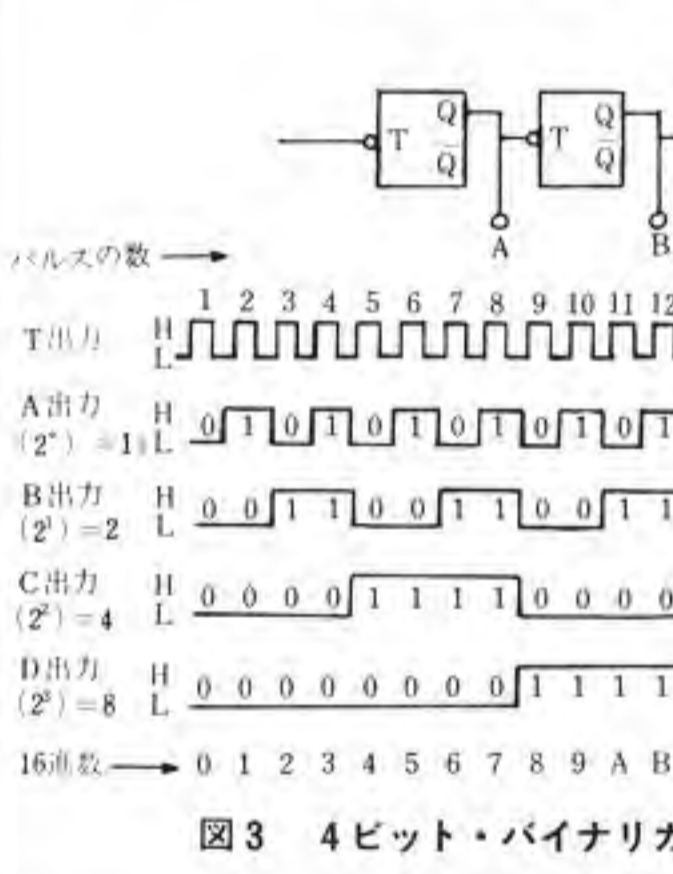 Q Q
T T
Q Q
A B
パルスの数
1 2 3 4 5 6 7 8 9 10 11 12
T出力 H
L
A出力 H 0 1 0 1 0 1 0 1 0 1 0 1
(2°) =1 L
B出力 H 0 0 1 1 0 0 1 1 0 0 1 1
(2¹) =2 L
C出力 H 0 0 0 0 1 1 1 1 0 0 0 0
(2²) =4 L
D出力 H 0 0 0 0 0 0 0 0 1 1 1 1
(2³) =8 L
16進数 0 1 2 3 4 5 6 7 8 9 A B
図3 4ビット・バイナリカ